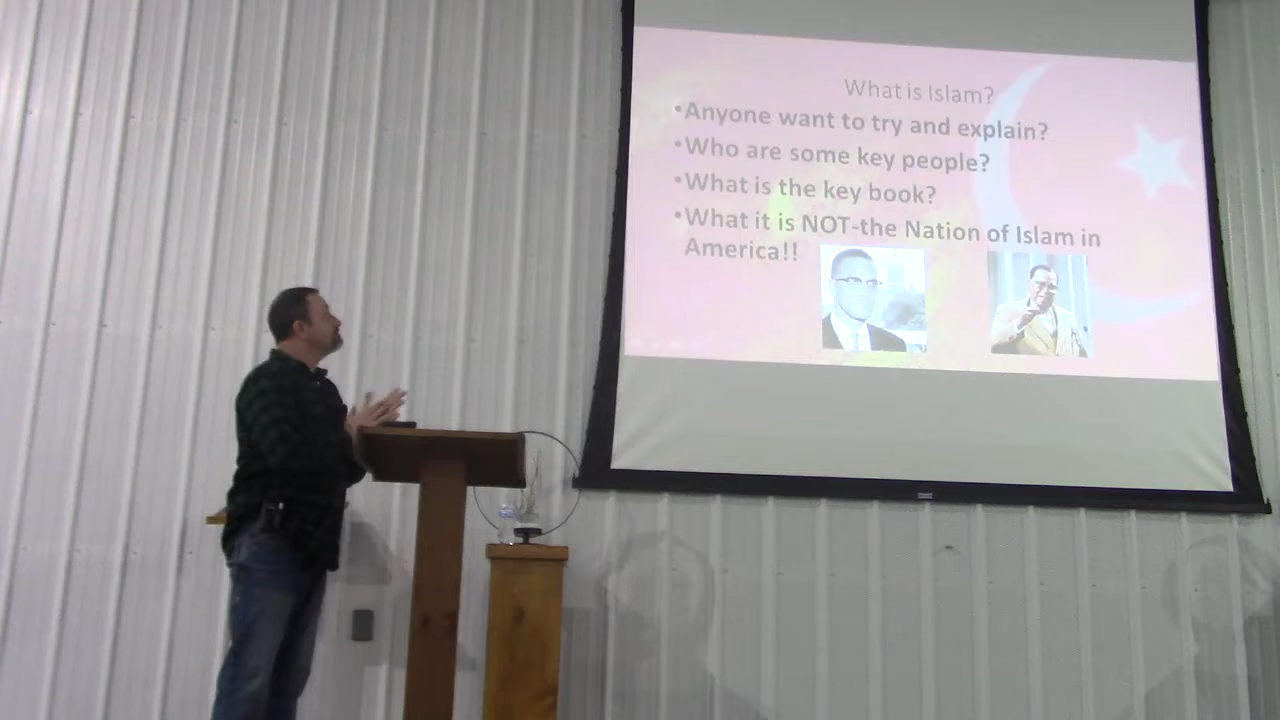 What is Islam?
•Anyone want to try and explain?
•Who are some key people?
•What is the key book?
•What it is NOT-the Nation of Islam in
America!!